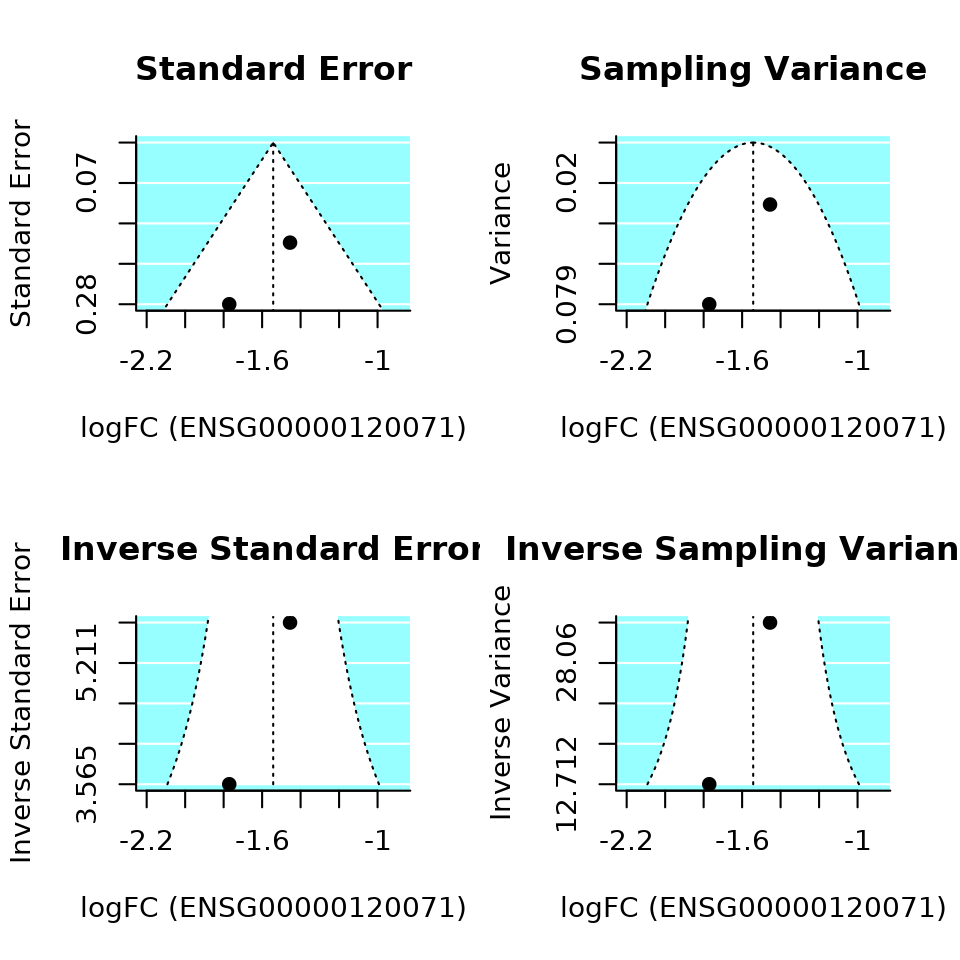 Standard Error
Standard Error
0.07
0.28
-2.2 -1.6 -1
logFC (ENSG00000120071)
Sampling Variance
Variance
0.02
0.079
-2.2 -1.6 -1
logFC (ENSG00000120071)
Inverse Standard Error
Inverse Standard Error
5.211
3.565
-2.2 -1.6 -1
logFC (ENSG00000120071)
Inverse Sampling Varian
Inverse Variance
28.06
12.712
-2.2 -1.6 -1
logFC (ENSG00000120071)